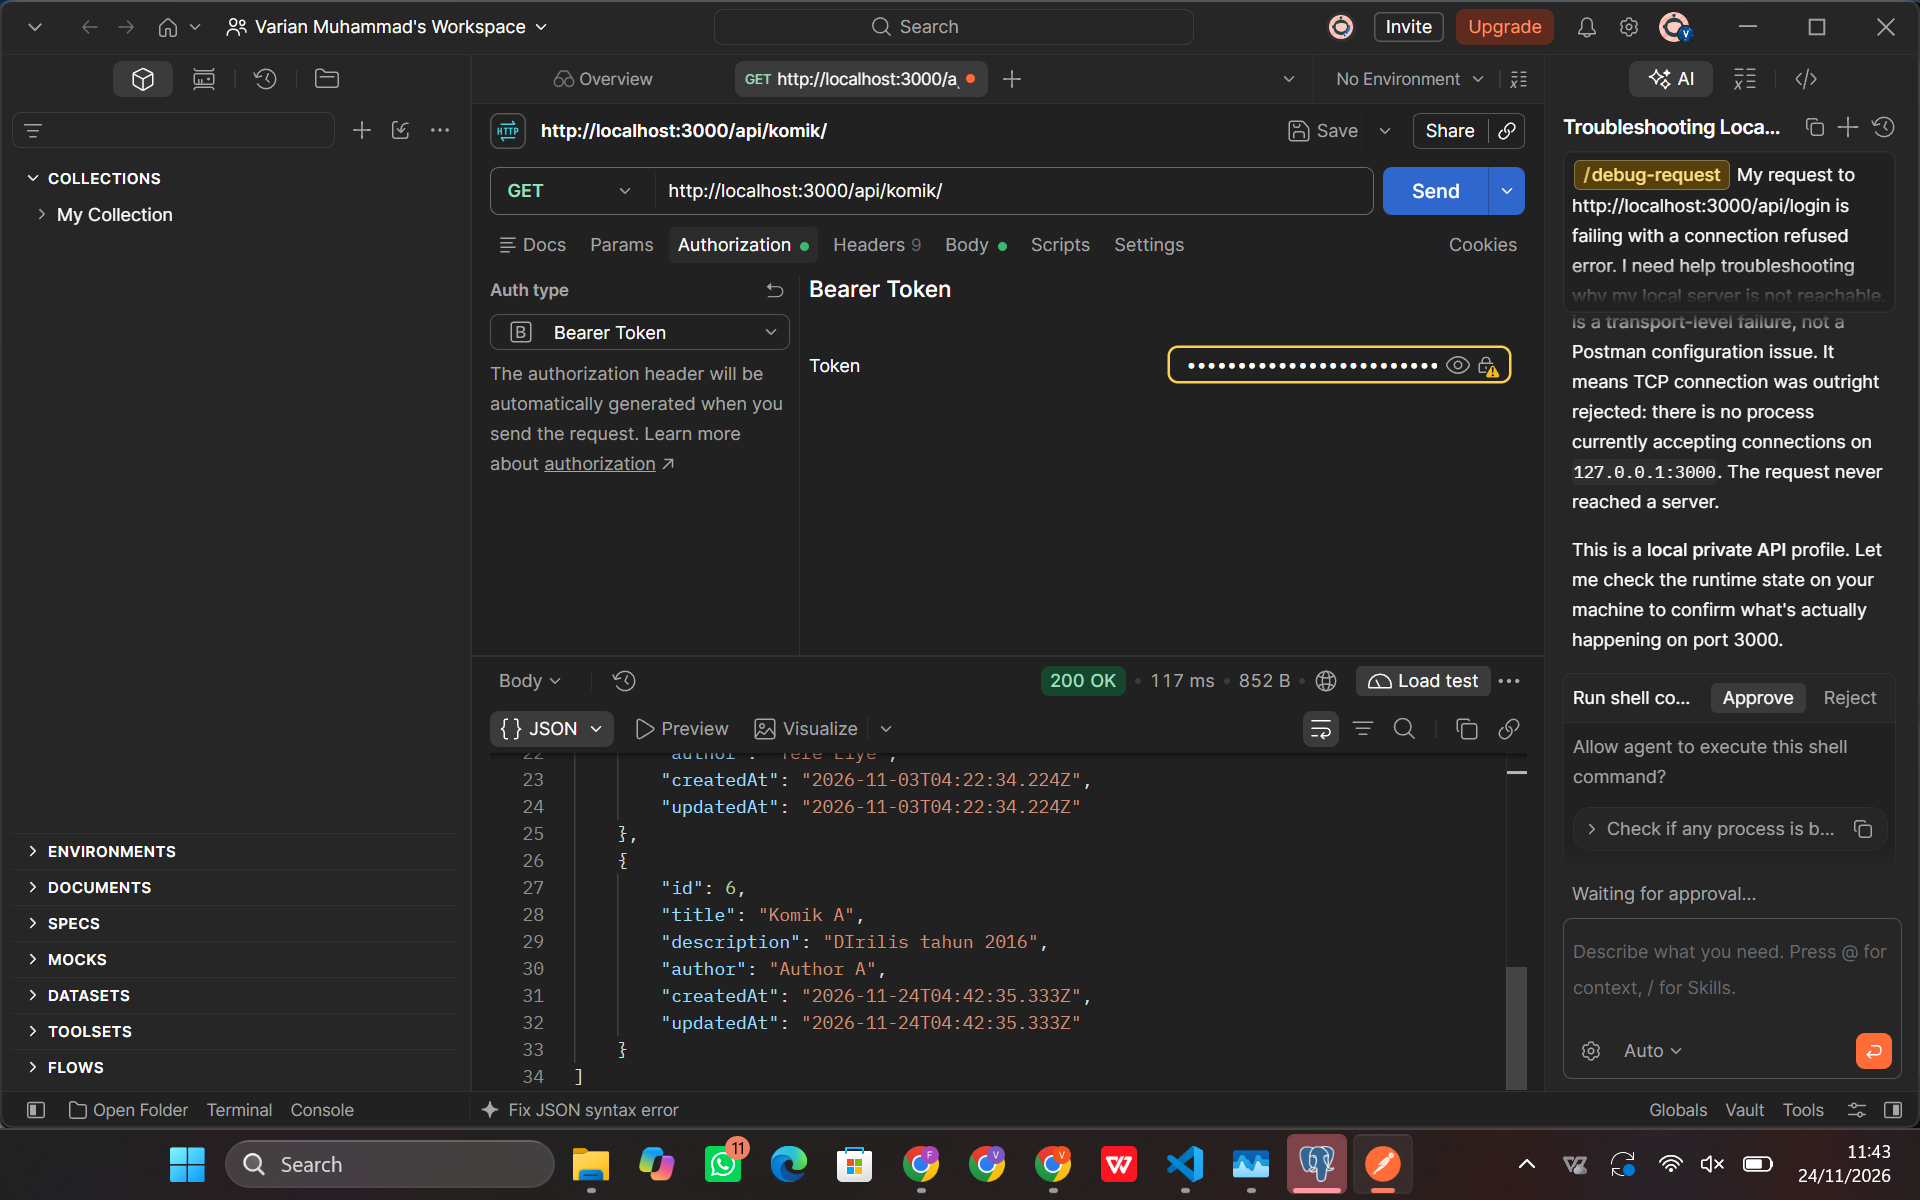 Varian Muhammad's Workspace
Search
Invite
Upgrade
Overview
GET http://localhost:3000/a
No Environment
AI
COLLECTIONS
My Collection
ENVIRONMENTS
DOCUMENTS
SPECS
MOCKS
DATASETS
TOOLSETS
FLOWS
HTTP
http://localhost:3000/api/komik/
Save
Share
GET
http://localhost:3000/api/komik/
Send
Docs
Params
Authorization
Headers 9
Body
Scripts
Settings
Cookies
Auth type
B Bearer Token
The authorization header will be
automatically generated when you
send the request. Learn more
about authorization ↗
Bearer Token
Token
Body
200 OK • 117 ms • 852 B
Load test
{} JSON
Preview
Visualize
22 "author": "Tere Liye",
23 "createdAt": "2026-11-03T04:22:34.224Z",
24 "updatedAt": "2026-11-03T04:22:34.224Z"
25 },
26 {
27 "id": 6,
28 "title": "Komik A",
29 "description": "DIrilis tahun 2016",
30 "author": "Author A",
31 "createdAt": "2026-11-24T04:42:35.333Z",
32 "updatedAt": "2026-11-24T04:42:35.333Z"
33 }
34 ]
Troubleshooting Loca...
/debug-request My request to
http://localhost:3000/api/login is
failing with a connection refused
error. I need help troubleshooting
why my local server is not reachable.
is a transport-level failure, not a
Postman configuration issue. It
means TCP connection was outright
rejected: there is no process
currently accepting connections on
127.0.0.1:3000. The request never
reached a server.
This is a local private API profile. Let
me check the runtime state on your
machine to confirm what's actually
happening on port 3000.
Run shell co...
Approve
Reject
Allow agent to execute this shell
command?
Check if any process is b...
Waiting for approval...
Describe what you need. Press @ for
context, / for Skills.
Auto
Open Folder
Terminal
Console
Fix JSON syntax error
Globals
Vault
Tools
Search
11
F
V
V
11:43
24/11/2026